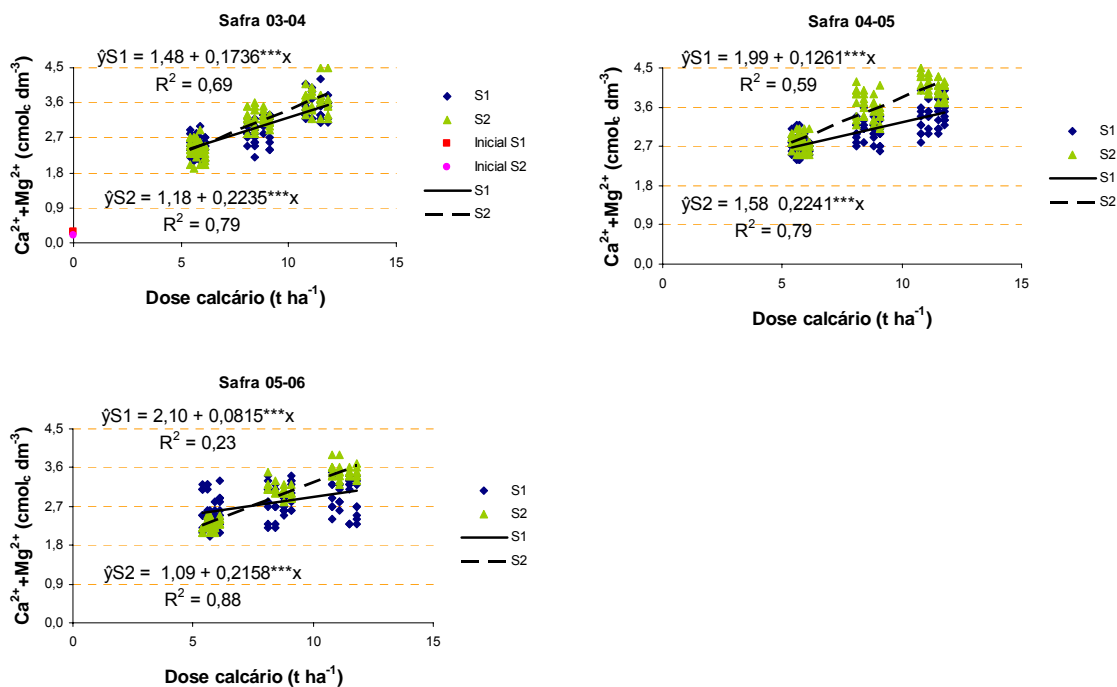 Safra 03-04
ŷS1 = 1,48 + 0,1736***x
R² = 0,69
ŷS2 = 1,18 + 0,2235***x
R² = 0,79
Ca²⁺+Mg²⁺ (cmol꜀ dm⁻³)
4,5
3,6
2,7
1,8
0,9
0,0
0 5 10 15
Dose calcário (t ha⁻¹)
S1
S2
Inicial S1
Inicial S2
S1
S2
Safra 04-05
ŷS1 = 1,99 + 0,1261***x
R² = 0,59
ŷS2 = 1,58 0,2241***x
R² = 0,79
Ca²⁺+Mg²⁺ (cmol꜀ dm⁻³)
4,5
3,6
2,7
1,8
0,9
0,0
0 5 10 15
Dose calcário (t ha⁻¹)
S1
S2
S1
S2
Safra 05-06
ŷS1 = 2,10 + 0,0815***x
R² = 0,23
ŷS2 = 1,09 + 0,2158***x
R² = 0,88
Ca²⁺+Mg²⁺ (cmol꜀ dm⁻³)
4,5
3,6
2,7
1,8
0,9
0,0
0 5 10 15
Dose calcário (t ha⁻¹)
S1
S2
S1
S2